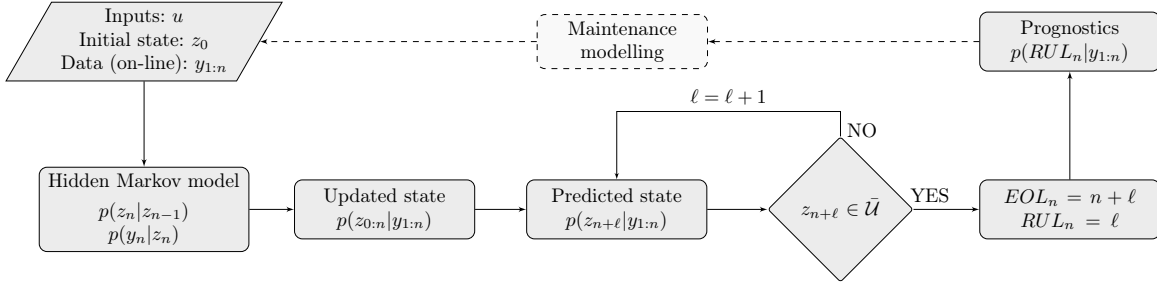 Inputs: u
Initial state: z₀
Data (on-line): y₁:ₙ
Maintenance
modelling
Prognostics
p(RULₙ|y₁:ₙ)
ℓ = ℓ + 1
NO
Hidden Markov model
p(zₙ|zₙ₋₁)
p(yₙ|zₙ)
Updated state
p(z₀:ₙ|y₁:ₙ)
Predicted state
p(zₙ₊ℓ|y₁:ₙ)
zₙ₊ℓ ∈ 𝒰̄
YES
EOLₙ = n + ℓ
RULₙ = ℓ